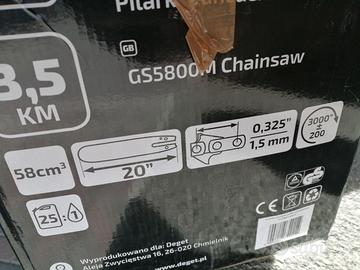 Pilar
GB
GS5800M Chainsaw
3,5
KM
0,325"
1,5 mm
3000
± 200
58cm³
20"
25:1
Wyprodukowano dla: Deget
Aleja Zwycięstwa 16, 26-020 Chmielnik
www.deget.pl
CE